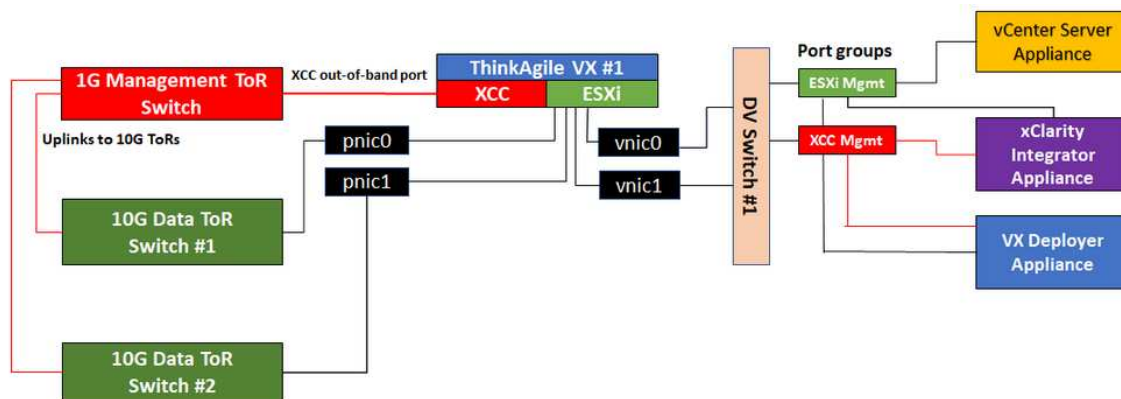 1G Management ToR
Switch
XCC out-of-band port
ThinkAgile VX #1
XCC
ESXi
Uplinks to 10G ToRs
pnic0
pnic1
vnic0
vnic1
10G Data ToR
Switch #1
10G Data ToR
Switch #2
DV Switch #1
Port groups
ESXi Mgmt
XCC Mgmt
vCenter Server
Appliance
xClarity
Integrator
Appliance
VX Deployer
Appliance